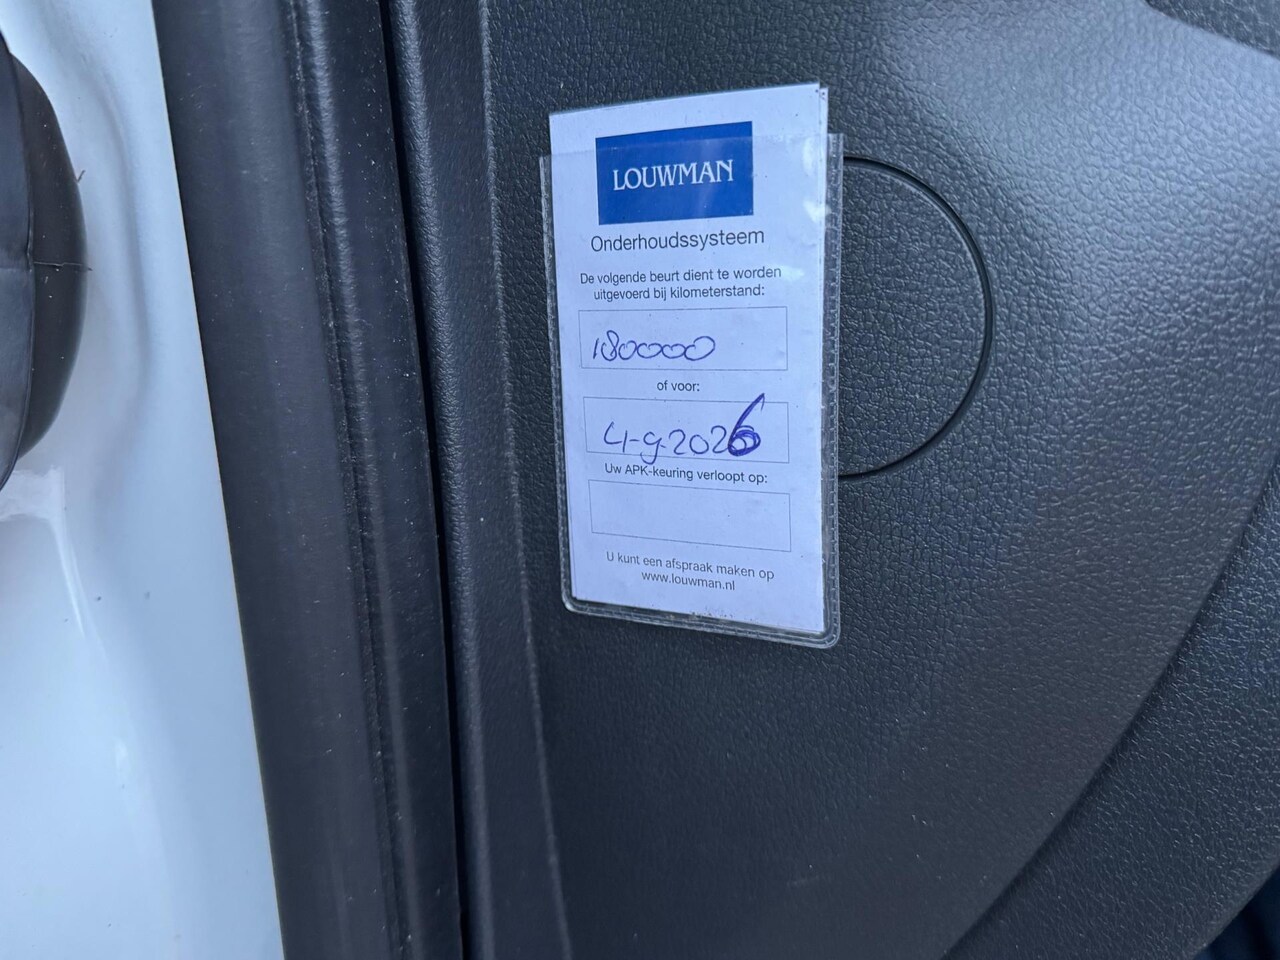 LOUWMAN
Onderhoudssysteem
De volgende beurt dient te worden
uitgevoerd bij kilometerstand:
180000
of voor:
4-9-2026
Uw APK-keuring verloopt op:
U kunt een afspraak maken op
www.louwman.nl